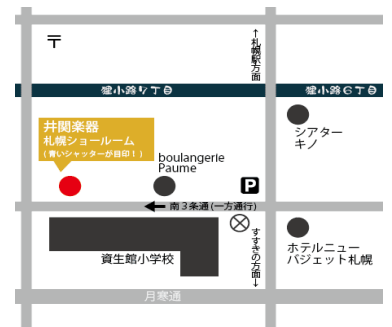 〒
↑札幌駅方面
狸小路7丁目
狸小路6丁目
井関楽器
札幌ショールーム
(青いシャッターが目印！)
シアター
キノ
boulangerie
Paume
P
← 南3条通(一方通行)
資生館小学校
すすきの方面→
ホテルニュー
バジェット札幌
月寒通